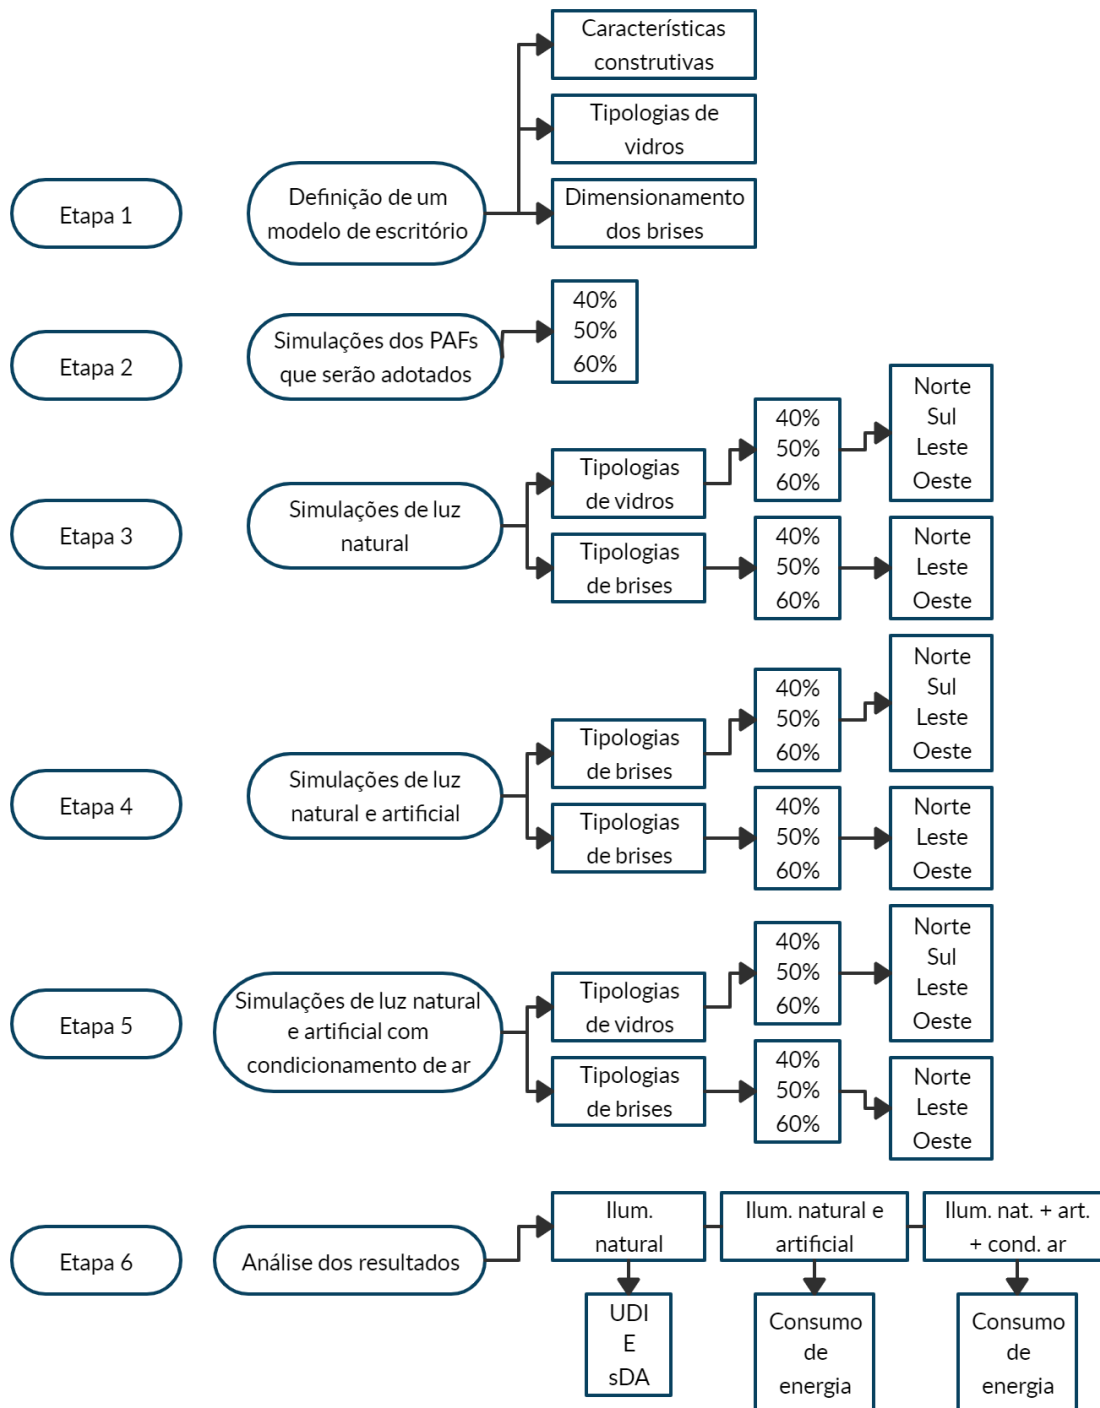 Etapa 1
Definição de um
modelo de escritório
Características
construtivas
Tipologias de
vidros
Dimensionamento
dos brises
Etapa 2
Simulações dos PAFs
que serão adotados
40%
50%
60%
Etapa 3
Simulações de luz
natural
Tipologias
de vidros
40%
50%
60%
Norte
Sul
Leste
Oeste
Tipologias
de brises
40%
50%
60%
Norte
Leste
Oeste
Etapa 4
Simulações de luz
natural e artificial
Tipologias
de brises
40%
50%
60%
Norte
Sul
Leste
Oeste
Tipologias
de brises
40%
50%
60%
Norte
Leste
Oeste
Etapa 5
Simulações de luz natural
e artificial com
condicionamento de ar
Tipologias
de vidros
40%
50%
60%
Norte
Sul
Leste
Oeste
Tipologias
de brises
40%
50%
60%
Norte
Leste
Oeste
Etapa 6
Análise dos resultados
Ilum.
natural
Ilum. natural e
artificial
Ilum. nat. + art.
+ cond. ar
UDI
E
sDA
Consumo
de
energia
Consumo
de
energia